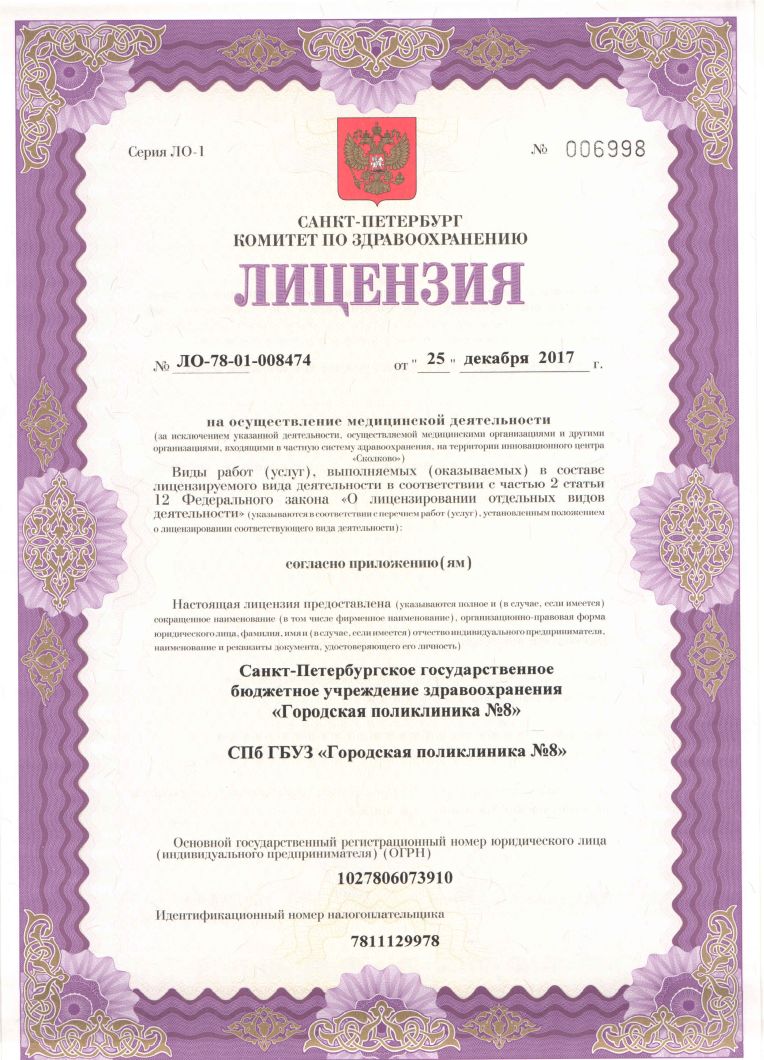 Серия ЛО-1
№ 006998
САНКТ-ПЕТЕРБУРГ
КОМИТЕТ ПО ЗДРАВООХРАНЕНИЮ
ЛИЦЕНЗИЯ
№ ЛО-78-01-008474 от " 25 " декабря 2017 г.
на осуществление медицинской деятельности
(за исключением указанной деятельности, осуществляемой медицинскими организациями и другими
организациями, входящими в частную систему здравоохранения, на территории инновационного центра
«Сколково»)
Виды работ (услуг), выполняемых (оказываемых) в составе
лицензируемого вида деятельности в соответствии с частью 2 статьи
12 Федерального закона «О лицензировании отдельных видов
деятельности» (указываются в соответствии с перечнем работ (услуг), установленным положением
о лицензировании соответствующего вида деятельности):
согласно приложению(ям)
Настоящая лицензия предоставлена (указываются полное и (в случае, если имеется)
сокращенное наименование (в том числе фирменное наименование), организационно-правовая форма
юридического лица, фамилия, имя и (в случае, если имеется) отчество индивидуального предпринимателя,
наименование и реквизиты документа, удостоверяющего его личность)
Санкт-Петербургское государственное
бюджетное учреждение здравоохранения
«Городская поликлиника №8»
СПб ГБУЗ «Городская поликлиника №8»
Основной государственный регистрационный номер юридического лица
(индивидуального предпринимателя) (ОГРН)
1027806073910
Идентификационный номер налогоплательщика
7811129978